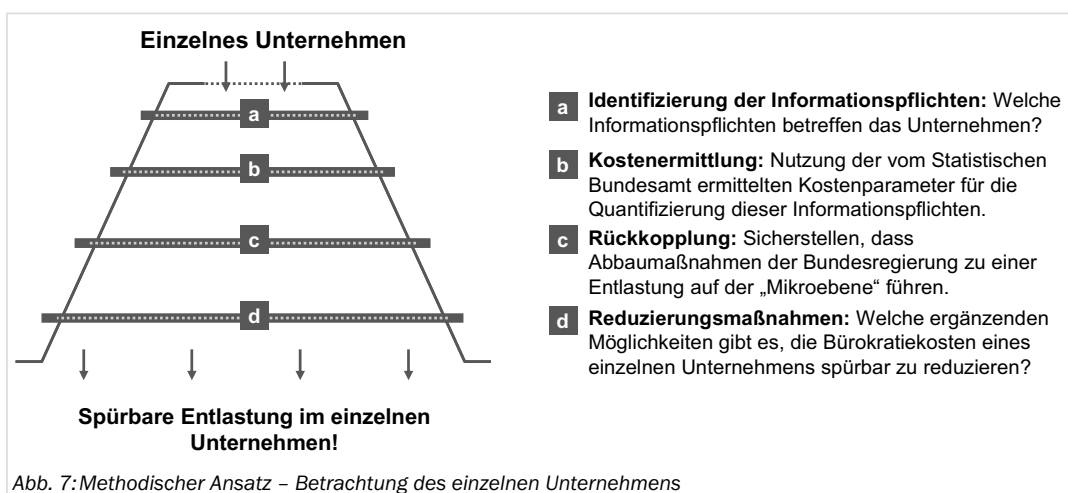 Einzelnes Unternehmen
a
b
c
d
Spürbare Entlastung im einzelnen
Unternehmen!
a Identifizierung der Informationspflichten: Welche
Informationspflichten betreffen das Unternehmen?
b Kostenermittlung: Nutzung der vom Statistischen
Bundesamt ermittelten Kostenparameter für die
Quantifizierung dieser Informationspflichten.
c Rückkopplung: Sicherstellen, dass
Abbaumaßnahmen der Bundesregierung zu einer
Entlastung auf der „Mikroebene“ führen.
d Reduzierungsmaßnahmen: Welche ergänzenden
Möglichkeiten gibt es, die Bürokratiekosten eines
einzelnen Unternehmens spürbar zu reduzieren?
Abb. 7: Methodischer Ansatz – Betrachtung des einzelnen Unternehmens